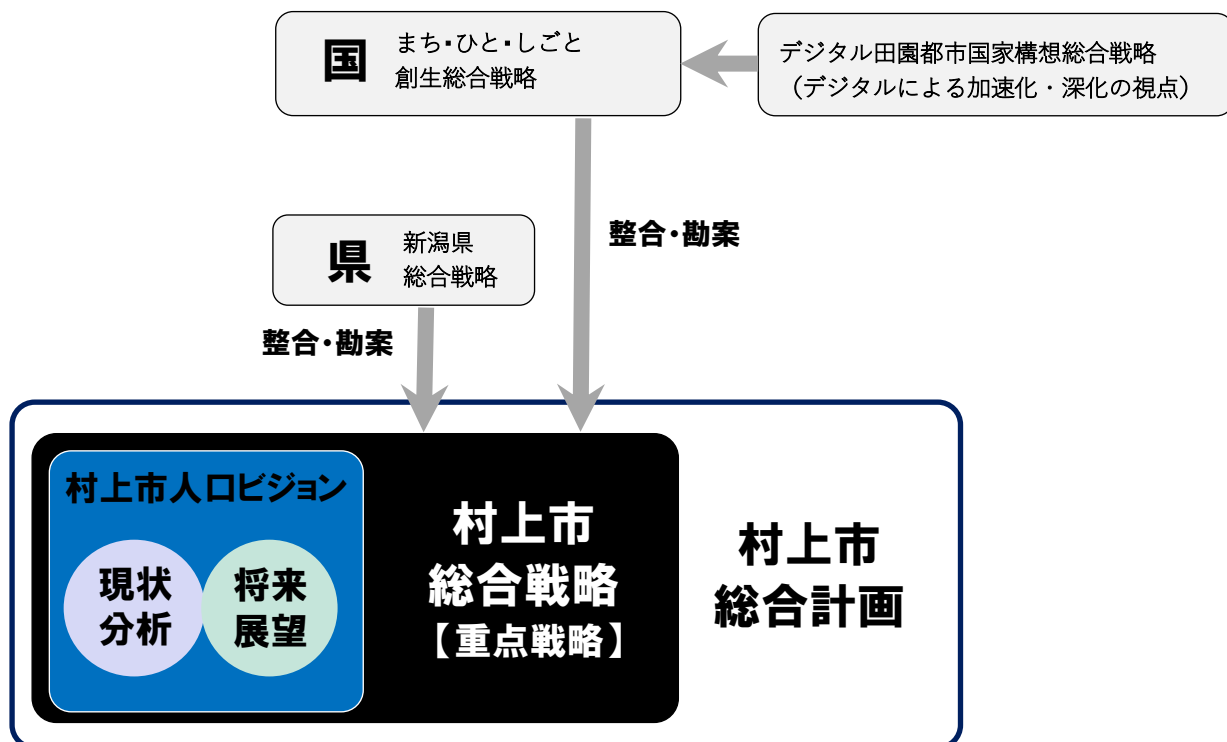 国
まち・ひと・しごと
創生総合戦略
デジタル田園都市国家構想総合戦略
（デジタルによる加速化・深化の視点）
整合・勘案
県
新潟県
総合戦略
整合・勘案
村上市人口ビジョン
現状
分析
将来
展望
村上市
総合戦略
【重点戦略】
村上市
総合計画